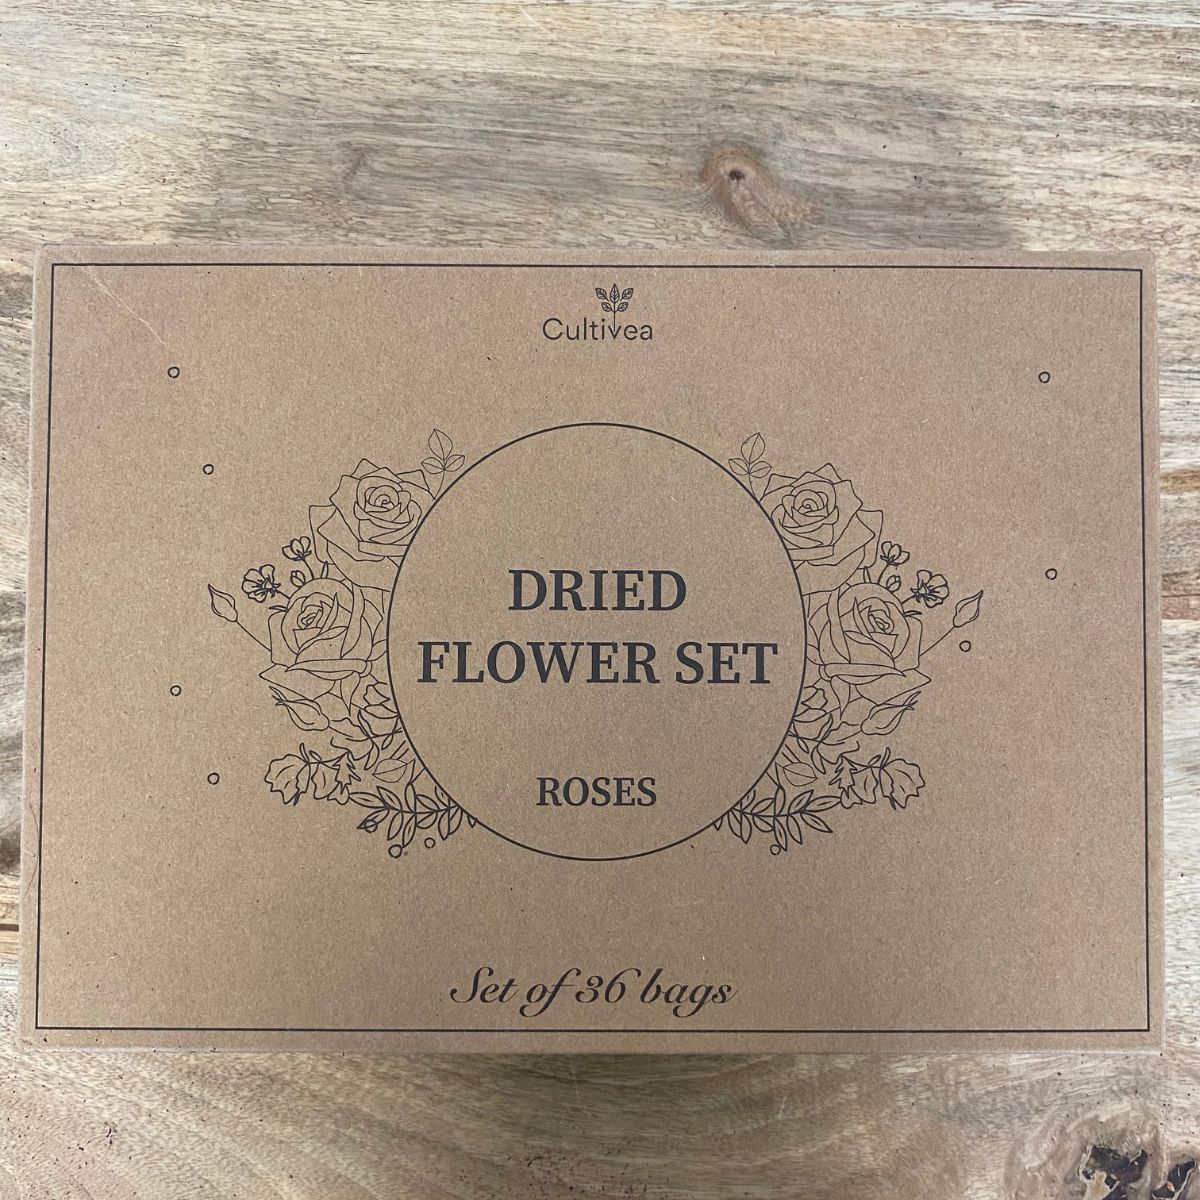 Cultivea
DRIED
FLOWER SET
ROSES
Set of 36 bags